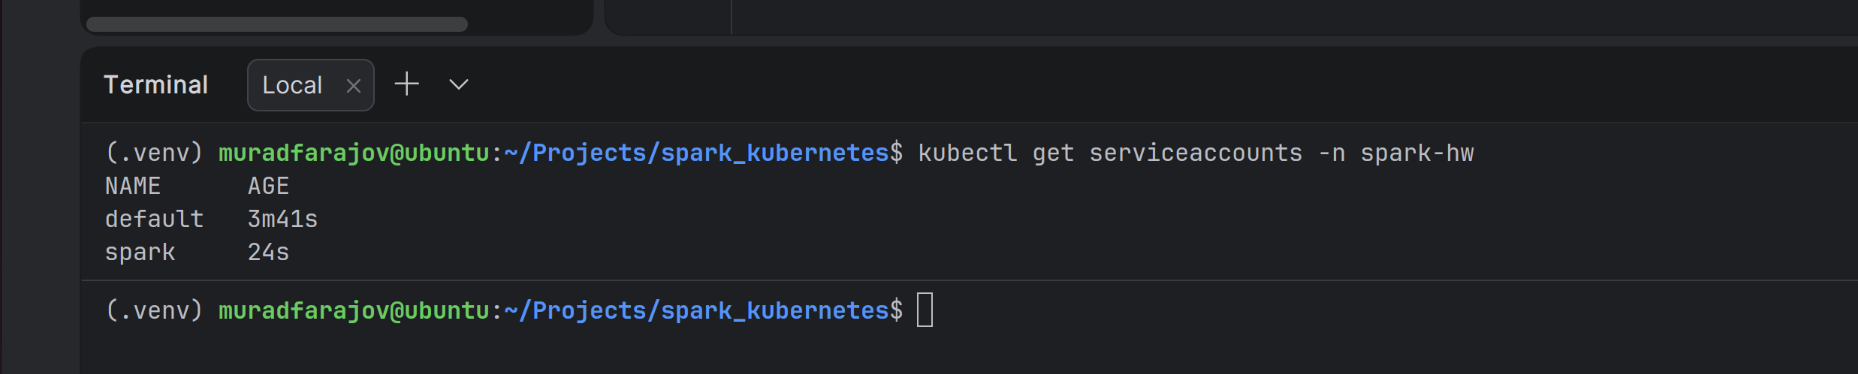 Terminal Local
(.venv) muradfarajov@ubuntu:~/Projects/spark_kubernetes$ kubectl get serviceaccounts -n spark-hw
NAME      AGE
default   3m41s
spark     24s
(.venv) muradfarajov@ubuntu:~/Projects/spark_kubernetes$